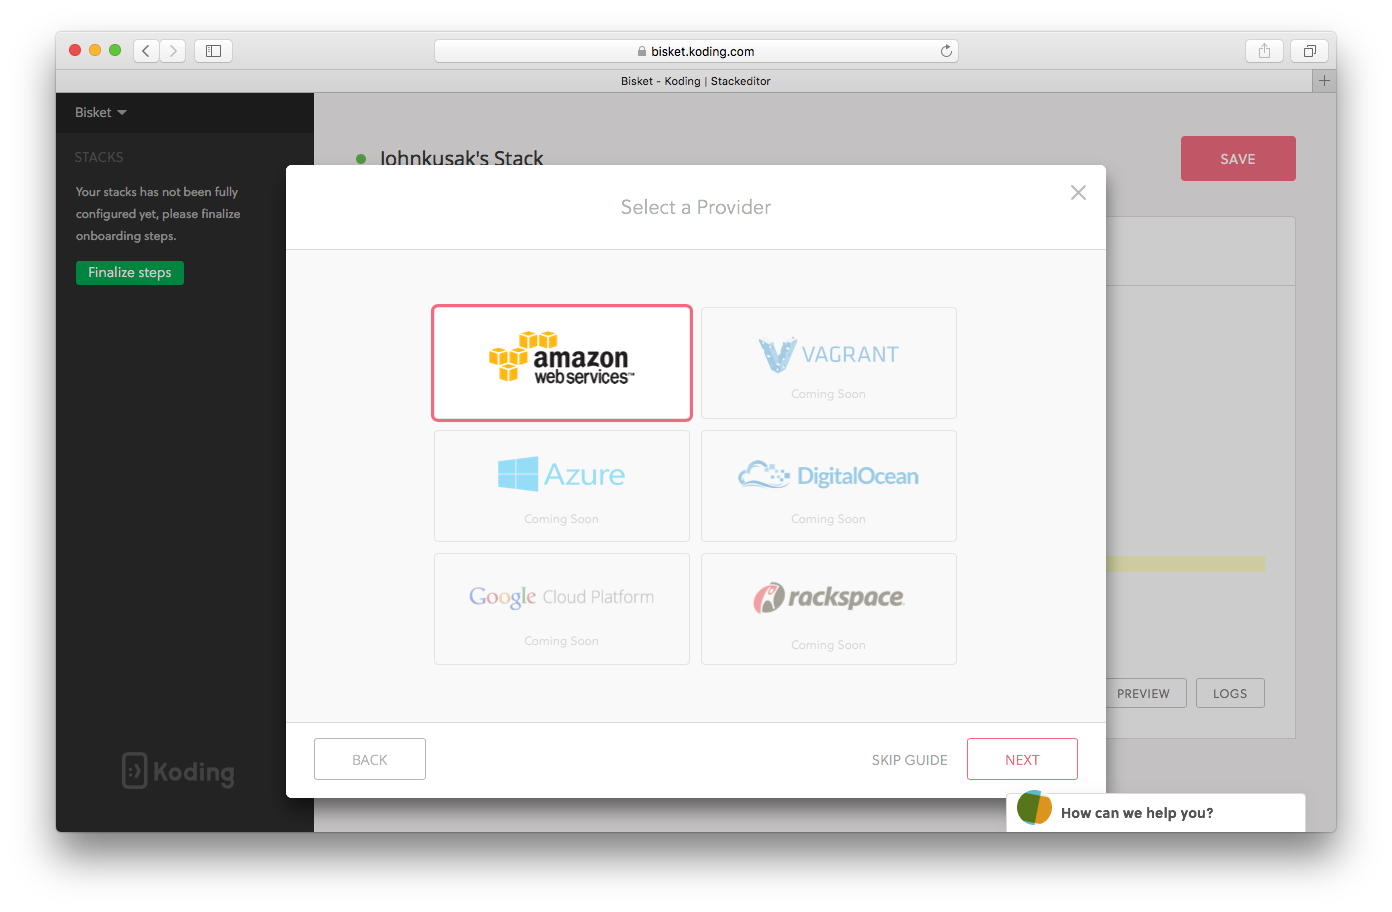 bisket.koding.com
Bisket - Koding | Stackeditor
Bisket
STACKS
Your stacks has not been fully
configured yet, please finalize
onboarding steps.
Finalize steps
Koding
Johnkusak's Stack
SAVE
Select a Provider
amazon
web services™
VAGRANT
Coming Soon
Azure
Coming Soon
DigitalOcean
Coming Soon
Google Cloud Platform
Coming Soon
rackspace
Coming Soon
PREVIEW
LOGS
BACK
SKIP GUIDE
NEXT
How can we help you?